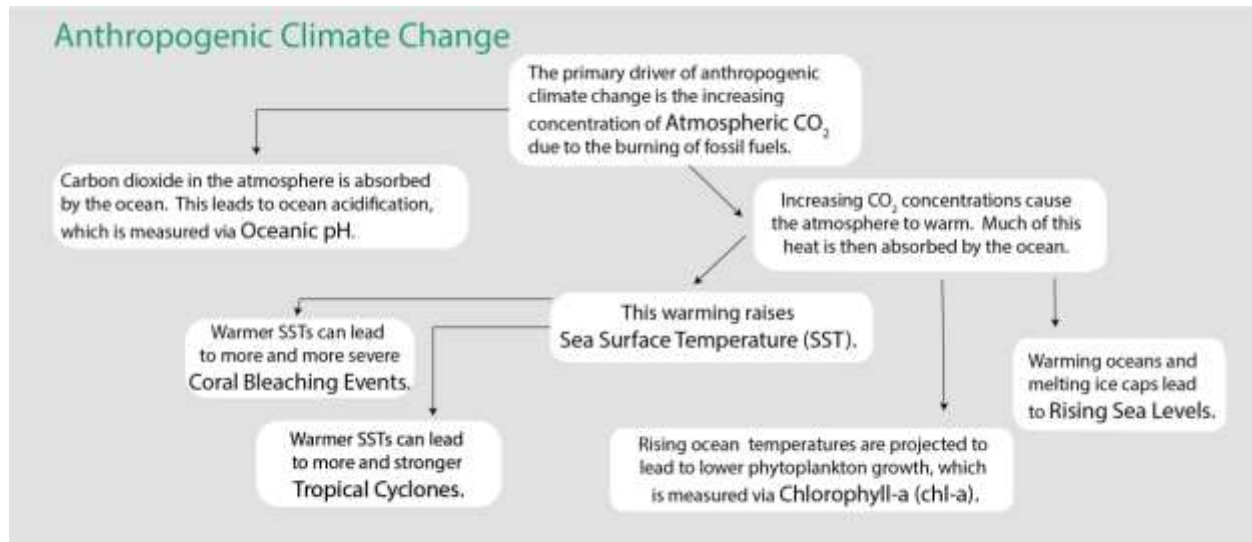 Anthropogenic Climate Change
The primary driver of anthropogenic
climate change is the increasing
concentration of Atmospheric CO₂
due to the burning of fossil fuels.
Carbon dioxide in the atmosphere is absorbed
by the ocean. This leads to ocean acidification,
which is measured via Oceanic pH.
Increasing CO₂ concentrations cause
the atmosphere to warm. Much of this
heat is then absorbed by the ocean.
This warming raises
Sea Surface Temperature (SST).
Warmer SSTs can lead
to more and more severe
Coral Bleaching Events.
Warmer SSTs can lead
to more and stronger
Tropical Cyclones.
Rising ocean temperatures are projected to
lead to lower phytoplankton growth, which
is measured via Chlorophyll-a (chl-a).
Warming oceans and
melting ice caps lead
to Rising Sea Levels.